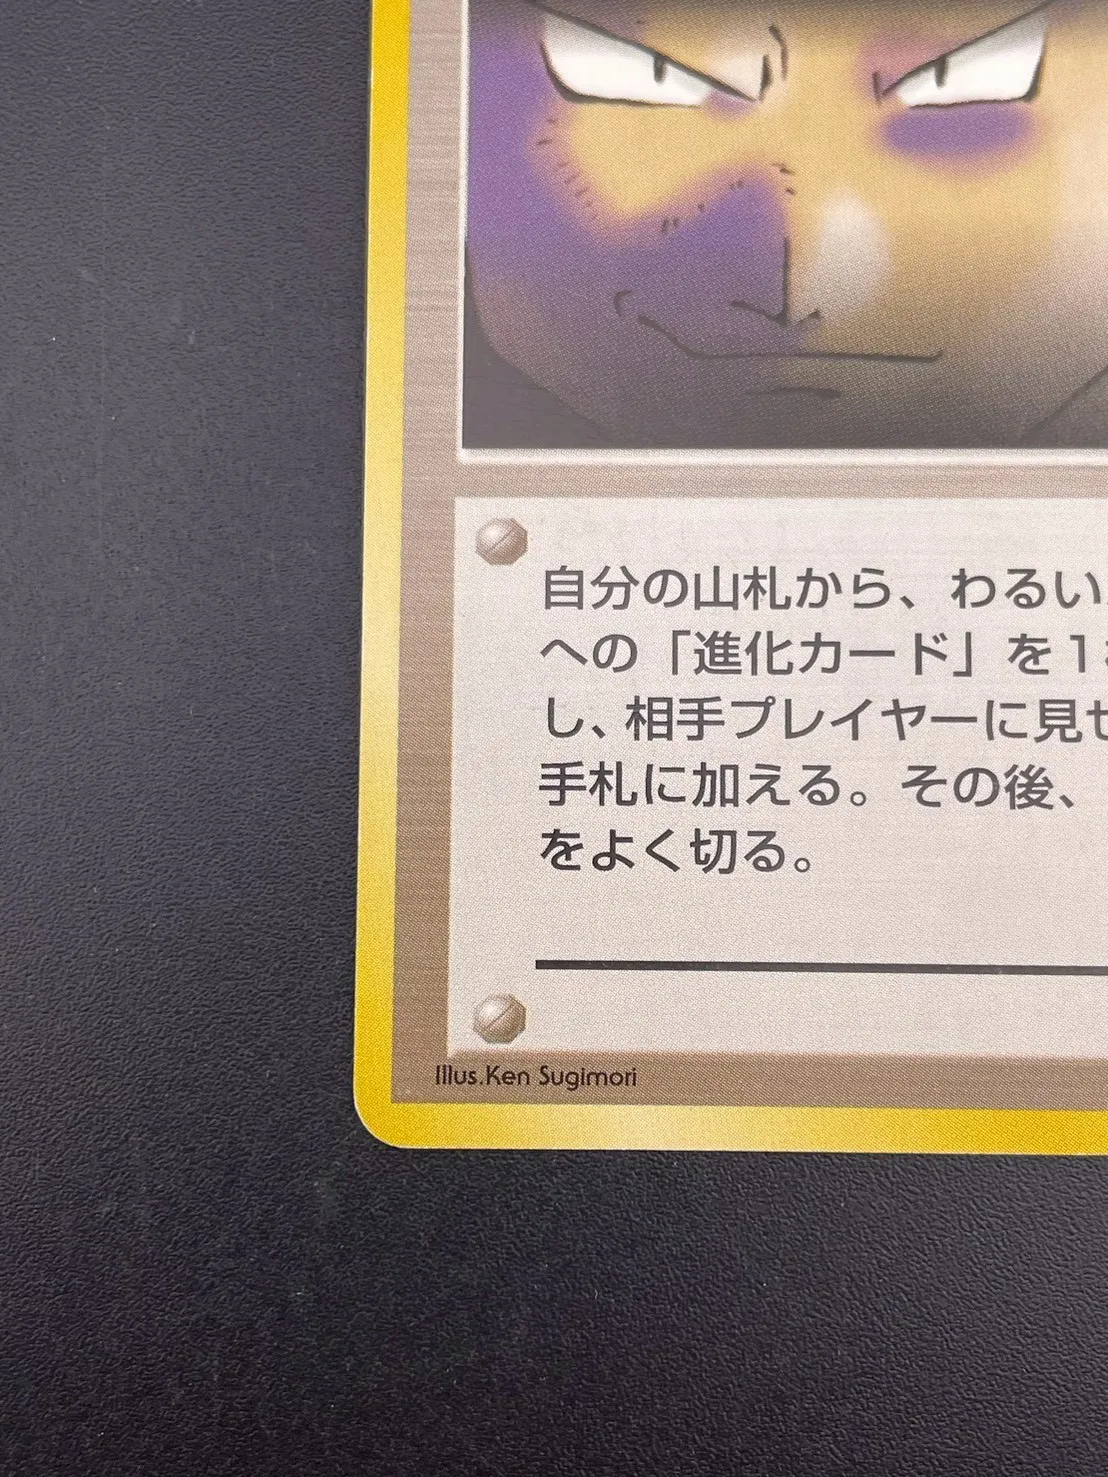 自分の山札から、わるい
への「進化カード」を1
し、相手プレイヤーに見せ
手札に加える。その後、
をよく切る。
Illus.Ken Sugimori